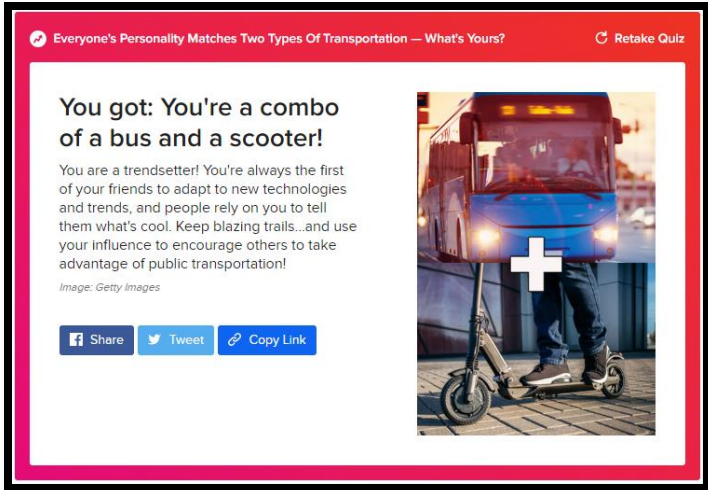 Everyone's Personality Matches Two Types Of Transportation — What's Yours?
Retake Quiz
You got: You're a combo
of a bus and a scooter!
You are a trendsetter! You're always the first
of your friends to adapt to new technologies
and trends, and people rely on you to tell
them what's cool. Keep blazing trails...and use
your influence to encourage others to take
advantage of public transportation!
Image: Getty Images
Share
Tweet
Copy Link